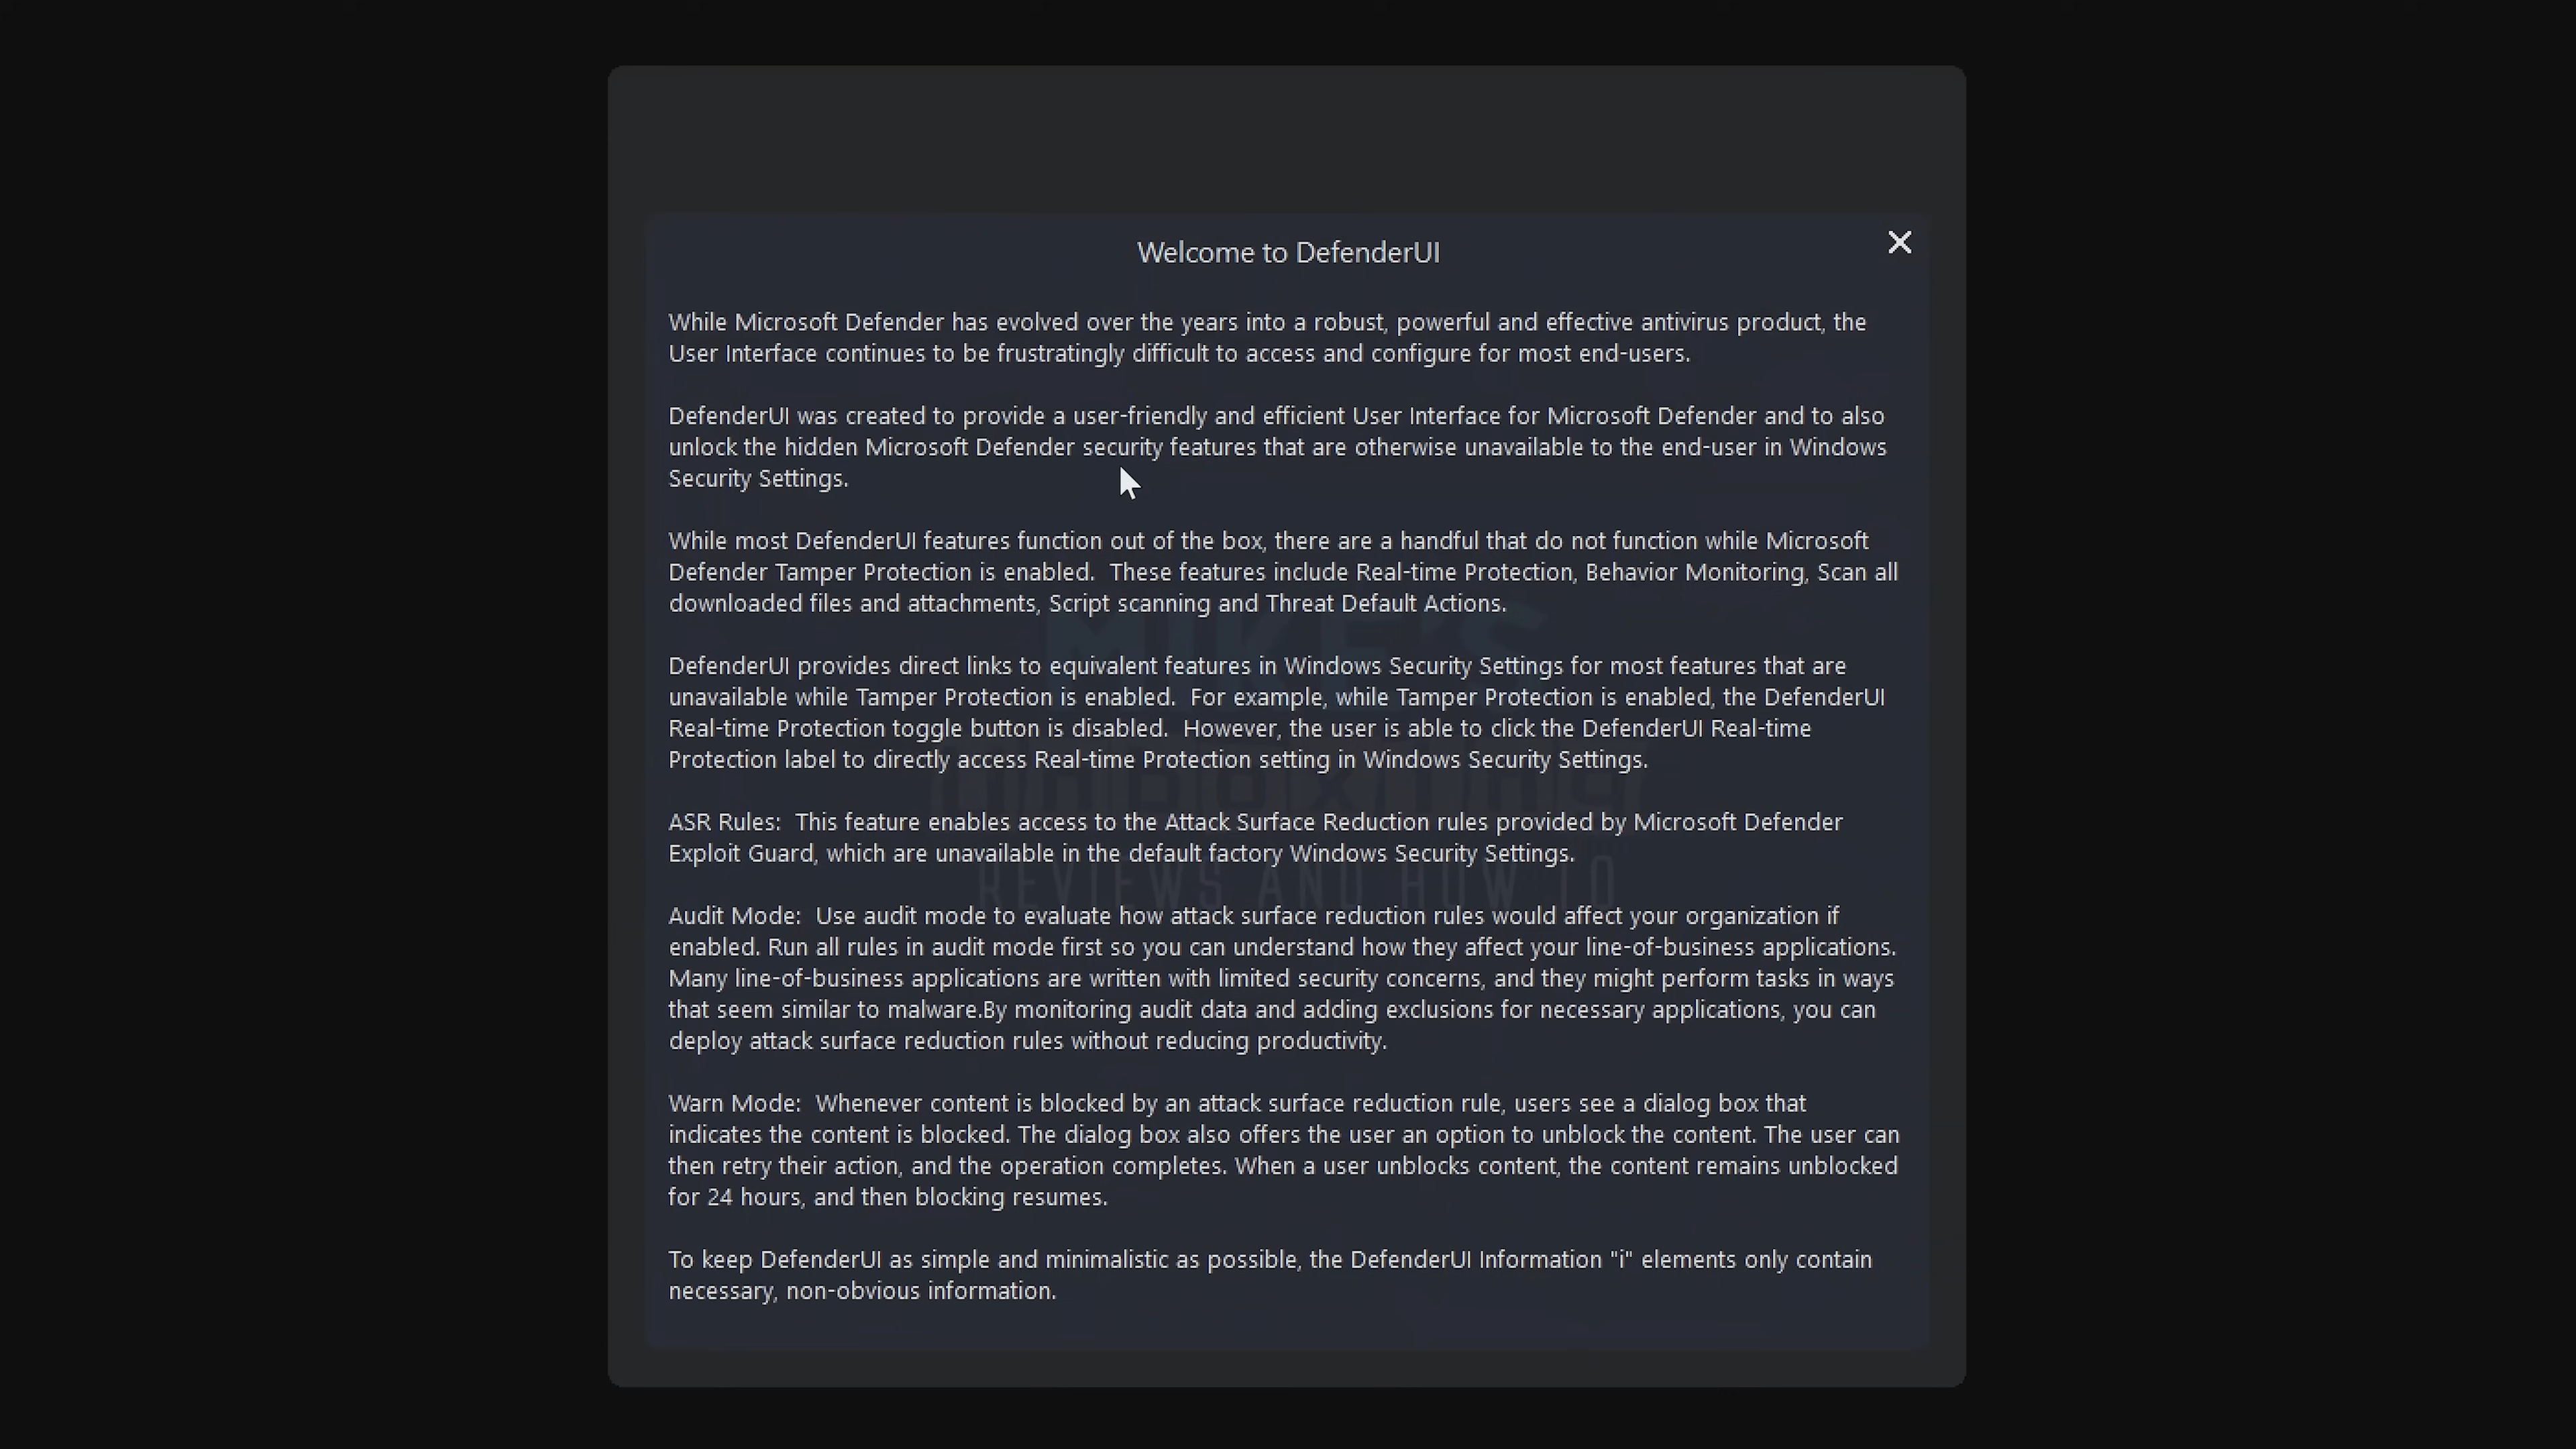 Welcome to DefenderUI
While Microsoft Defender has evolved over the years into a robust, powerful and effective antivirus product, the
User Interface continues to be frustratingly difficult to access and configure for most end-users.
DefenderUI was created to provide a user-friendly and efficient User Interface for Microsoft Defender and to also
unlock the hidden Microsoft Defender security features that are otherwise unavailable to the end-user in Windows
Security Settings.
While most DefenderUI features function out of the box, there are a handful that do not function while Microsoft
Defender Tamper Protection is enabled.  These features include Real-time Protection, Behavior Monitoring, Scan all
downloaded files and attachments, Script scanning and Threat Default Actions.
MIKE'S
DefenderUI provides direct links to equivalent features in Windows Security Settings for most features that are
unavailable while Tamper Protection is enabled.  For example, while Tamper Protection is enabled, the DefenderUI
Real-time Protection toggle button is disabled.  However, the user is able to click the DefenderUI Real-time
Protection label to directly access Real-time Protection setting in Windows Security Settings.
unboxing
ASR Rules:  This feature enables access to the Attack Surface Reduction rules provided by Microsoft Defender
Exploit Guard, which are unavailable in the default factory Windows Security Settings.
REVIEWS AND HOW TO
Audit Mode:  Use audit mode to evaluate how attack surface reduction rules would affect your organization if
enabled. Run all rules in audit mode first so you can understand how they affect your line-of-business applications.
Many line-of-business applications are written with limited security concerns, and they might perform tasks in ways
that seem similar to malware.By monitoring audit data and adding exclusions for necessary applications, you can
deploy attack surface reduction rules without reducing productivity.
Warn Mode:  Whenever content is blocked by an attack surface reduction rule, users see a dialog box that
indicates the content is blocked. The dialog box also offers the user an option to unblock the content. The user can
then retry their action, and the operation completes. When a user unblocks content, the content remains unblocked
for 24 hours, and then blocking resumes.
To keep DefenderUI as simple and minimalistic as possible, the DefenderUI Information "i" elements only contain
necessary, non-obvious information.